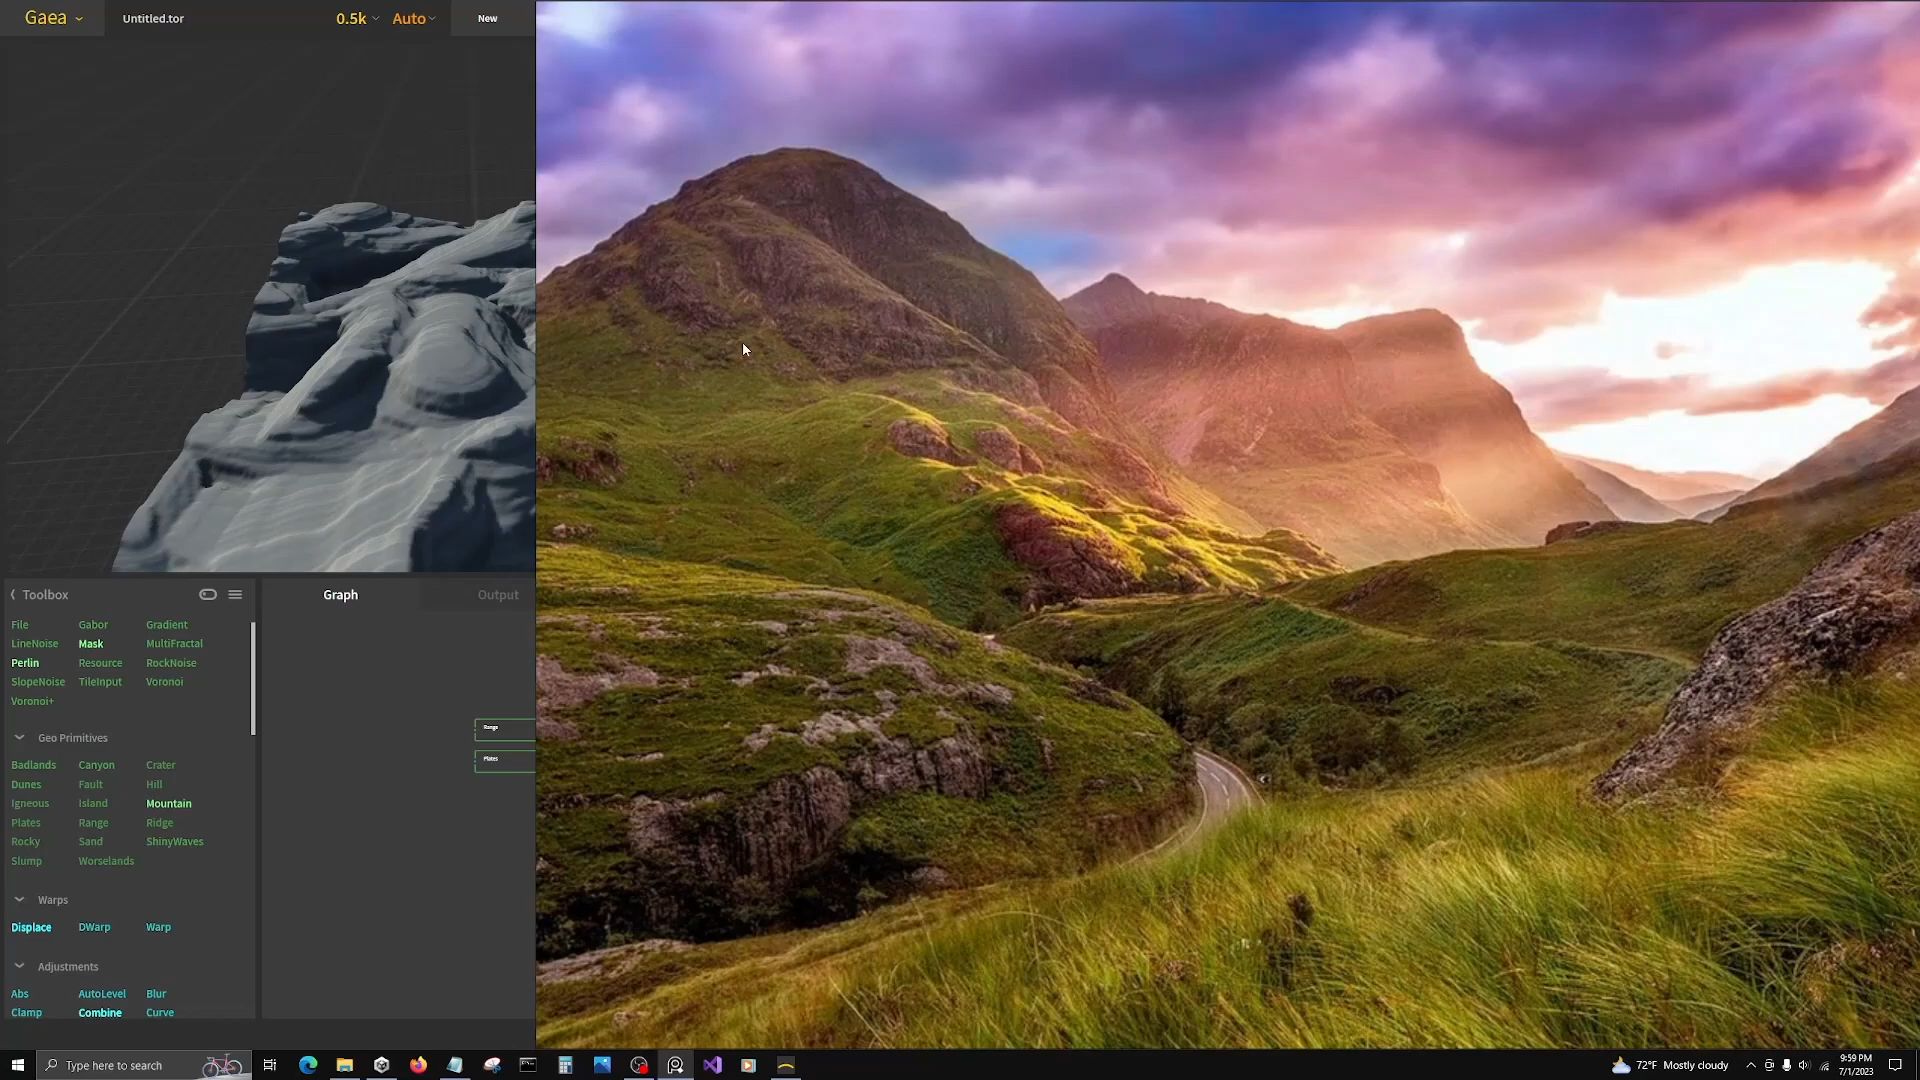 Gaea
Untitled.tor
0.5k
Auto
New
Toolbox
Graph
Output
File Gabor Gradient
LineNoise Mask MultiFractal
Perlin Resource RockNoise
SlopeNoise TileInput Voronoi
Voronoi+
Geo Primitives
Badlands Canyon Crater
Dunes Fault Hill
Igneous Island Mountain
Plates Range Ridge
Rocky Sand ShinyWaves
Slump Worselands
Warps
Displace DWarp Warp
Adjustments
Abs AutoLevel Blur
Clamp Combine Curve
Range
Plates
Type here to search
72°F Mostly cloudy
9:59 PM
7/1/2023